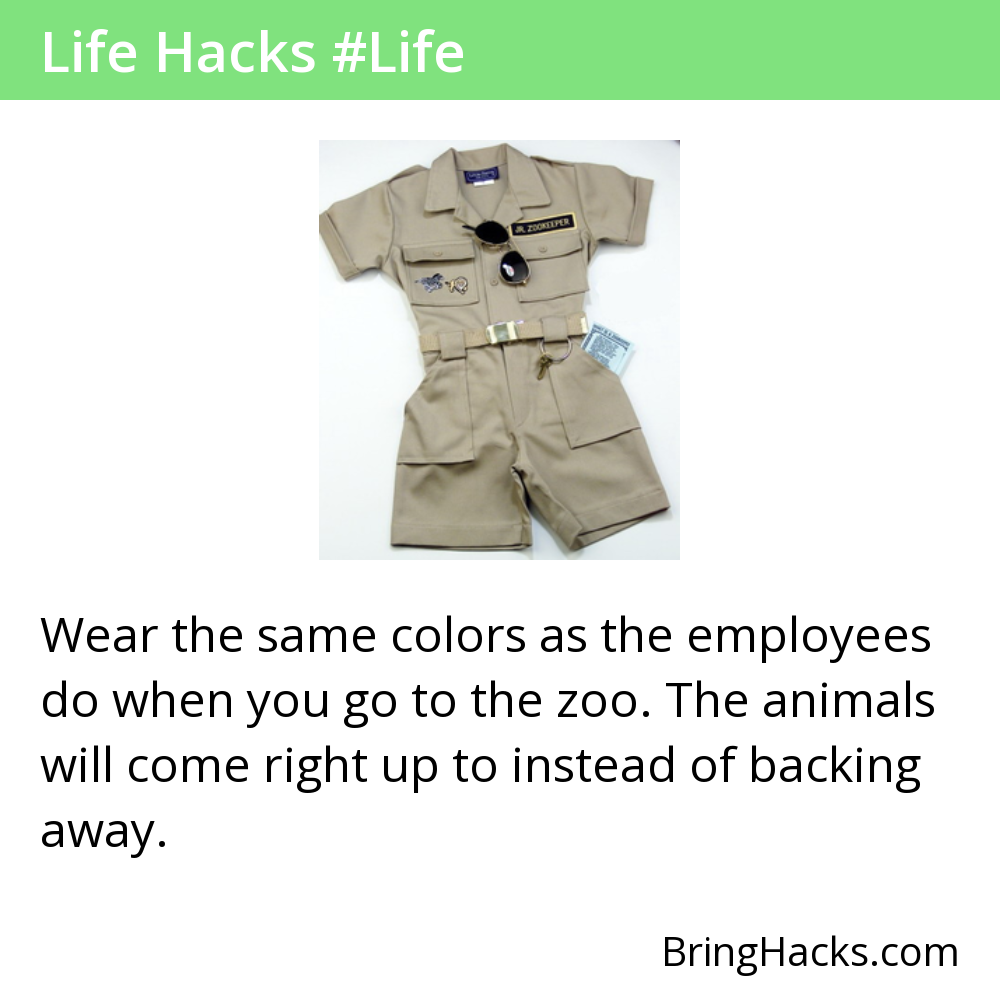 Life Hacks #Life
JR. ZOOKEEPER
Wear the same colors as the employees
do when you go to the zoo. The animals
will come right up to instead of backing
away.
BringHacks.com